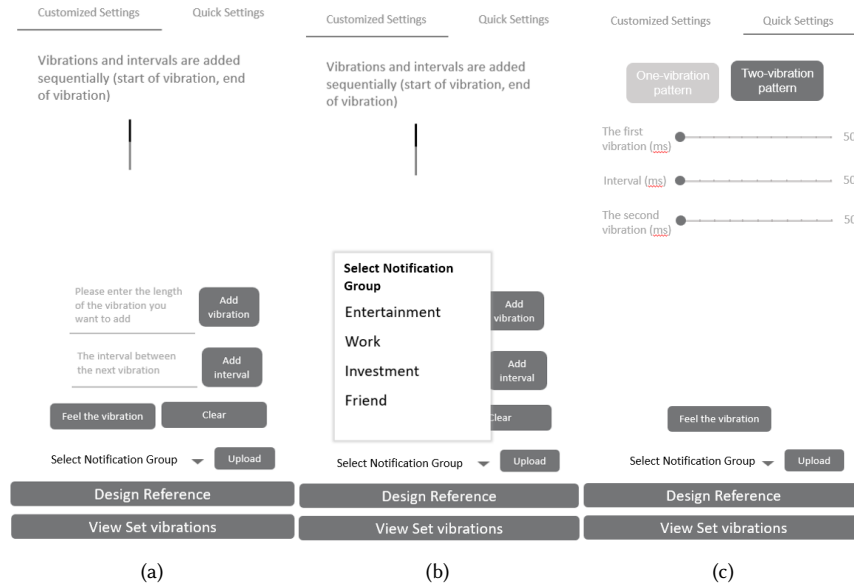 Customized Settings
Quick Settings
Vibrations and intervals are added
sequentially (start of vibration, end
of vibration)
Please enter the length
of the vibration you
want to add
Add
vibration
The interval between
the next vibration
Add
interval
Feel the vibration
Clear
Select Notification Group
Upload
Design Reference
View Set vibrations
(a)
Customized Settings
Quick Settings
Vibrations and intervals are added
sequentially (start of vibration, end
of vibration)
Select Notification
Group
Entertainment
Work
Investment
Friend
Add
vibration
Add
interval
Clear
Select Notification Group
Upload
Design Reference
View Set vibrations
(b)
Customized Settings
Quick Settings
One-vibration
pattern
Two-vibration
pattern
The first
vibration (ms)
50
Interval (ms)
50
The second
vibration (ms)
50
Feel the vibration
Select Notification Group
Upload
Design Reference
View Set vibrations
(c)